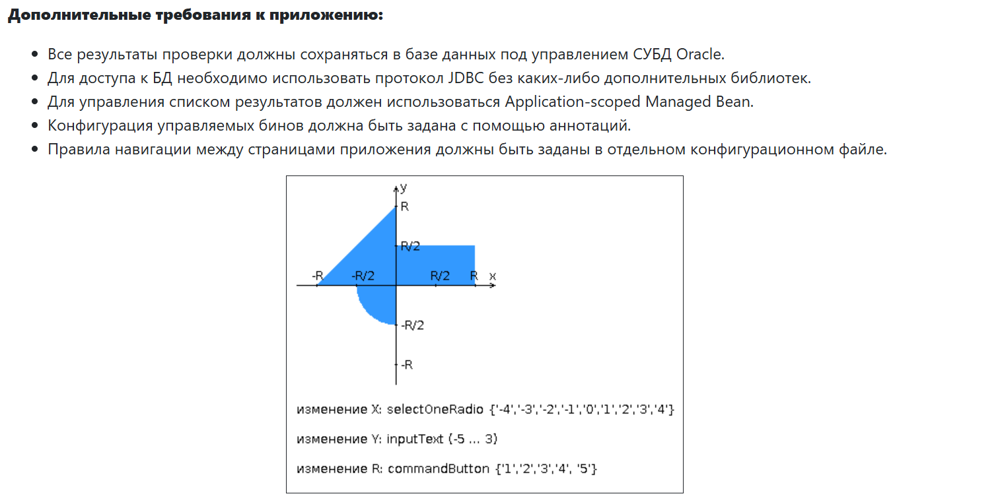 Дополнительные требования к приложению:
Все результаты проверки должны сохраняться в базе данных под управлением СУБД Oracle.
Для доступа к БД необходимо использовать протокол JDBC без каких-либо дополнительных библиотек.
Для управления списком результатов должен использоваться Application-scoped Managed Bean.
Конфигурация управляемых бинов должна быть задана с помощью аннотаций.
Правила навигации между страницами приложения должны быть заданы в отдельном конфигурационном файле.
y
R
R/2
-R -R/2 R/2 R x
-R/2
-R
изменение X: selectOneRadio {'-4','-3','-2','-1','0','1','2','3','4'}
изменение Y: inputText (-5 ... 3)
изменение R: commandButton {'1','2','3','4', '5'}